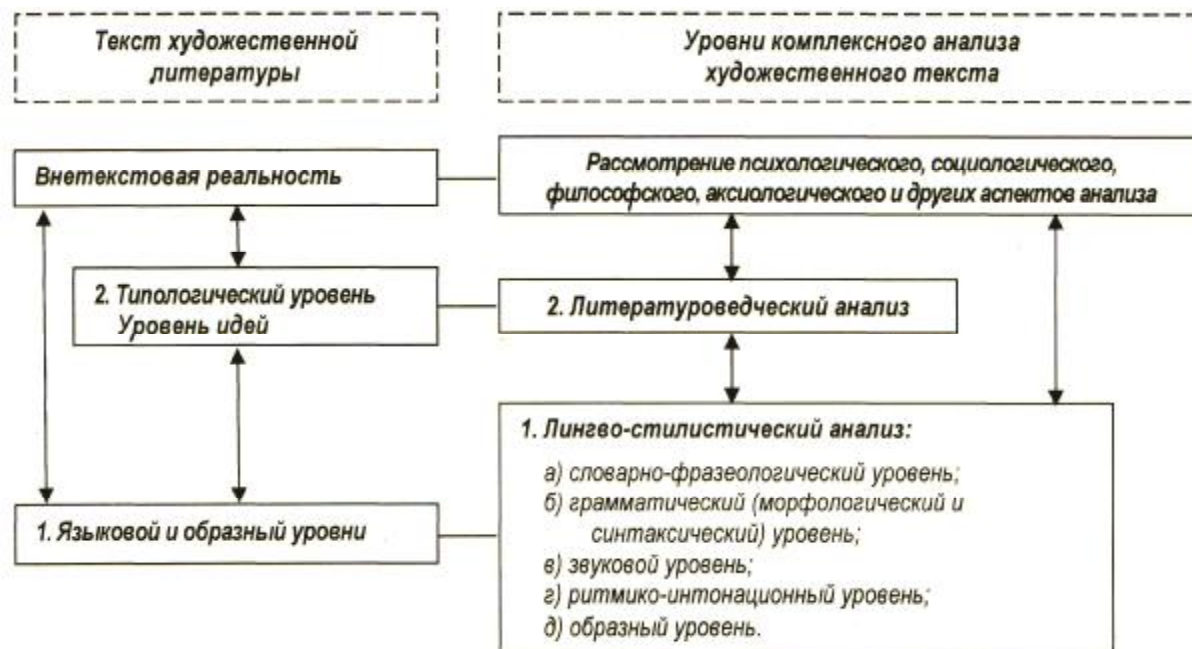 Текст художественной
литературы
Уровни комплексного анализа
художественного текста
Внетекстовая реальность
Рассмотрение психологического, социологического,
философского, аксиологического и других аспектов анализа
2. Типологический уровень
Уровень идей
2. Литературоведческий анализ
1. Языковой и образный уровни
1. Лингво-стилистический анализ:
а) словарно-фразеологический уровень;
б) грамматический (морфологический и
синтаксический) уровень;
в) звуковой уровень;
г) ритмико-интонационный уровень;
д) образный уровень.